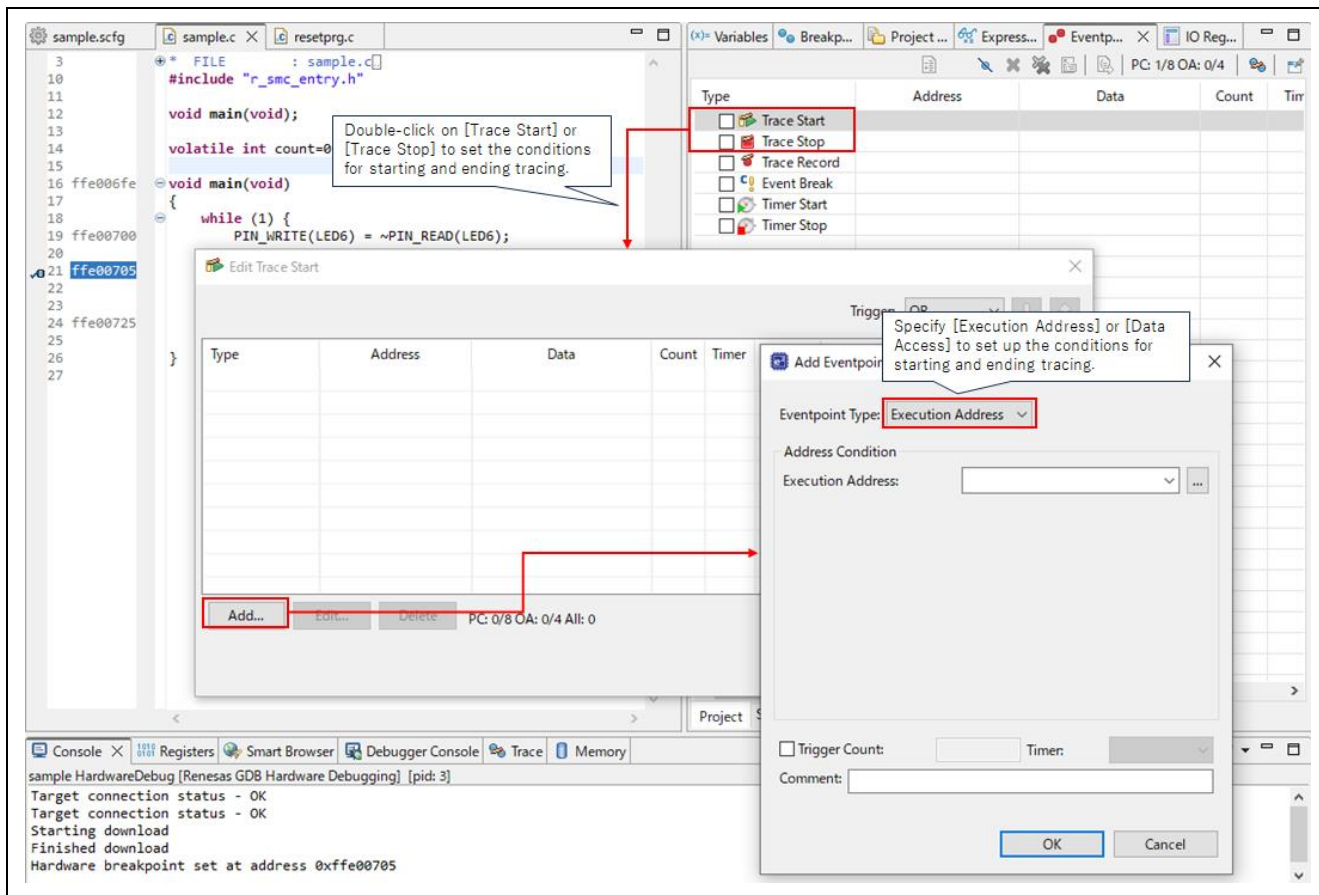 sample.scfg
sample.c
resetprg.c
3 * FILE : sample.c
10 #include "r_smc_entry.h"
11
12 void main(void);
13
14 volatile int count=0
15
16 ffe006fe void main(void)
17 {
18 while (1) {
19 ffe00700 PIN_WRITE(LED6) = ~PIN_READ(LED6);
20
21 ffe00705
22
23
24 ffe00725
25
26 }
27
Double-click on [Trace Start] or
[Trace Stop] to set the conditions
for starting and ending tracing.
(x)= Variables
Breakp...
Project ...
Express...
Eventp...
IO Reg...
PC: 1/8 OA: 0/4
Type Address Data Count Tim
Trace Start
Trace Stop
Trace Record
Event Break
Timer Start
Timer Stop
Edit Trace Start
OR
Specify [Execution Address] or [Data
Access] to set up the conditions for
starting and ending tracing.
Type Address Data Count Timer
Add... Edit... Delete PC: 0/8 OA: 0/4 All: 0
Add Eventpoin
Eventpoint Type: Execution Address
Address Condition
Execution Address:
...
Trigger Count: Timer:
Comment:
OK Cancel
Project
Console
Registers
Smart Browser
Debugger Console
Trace
Memory
sample HardwareDebug [Renesas GDB Hardware Debugging] [pid: 3]
Target connection status - OK
Target connection status - OK
Starting download
Finished download
Hardware breakpoint set at address 0xffe00705